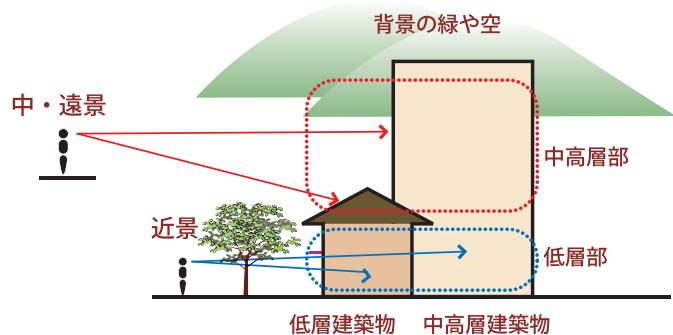 背景の緑や空
中・遠景
中高層部
近景
低層部
低層建築物
中高層建築物